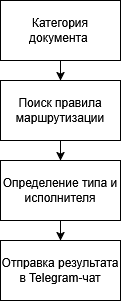 Категория
документа
Поиск правила
маршрутизации
Определение типа и
исполнителя
Отправка результата
в Telegram-чат